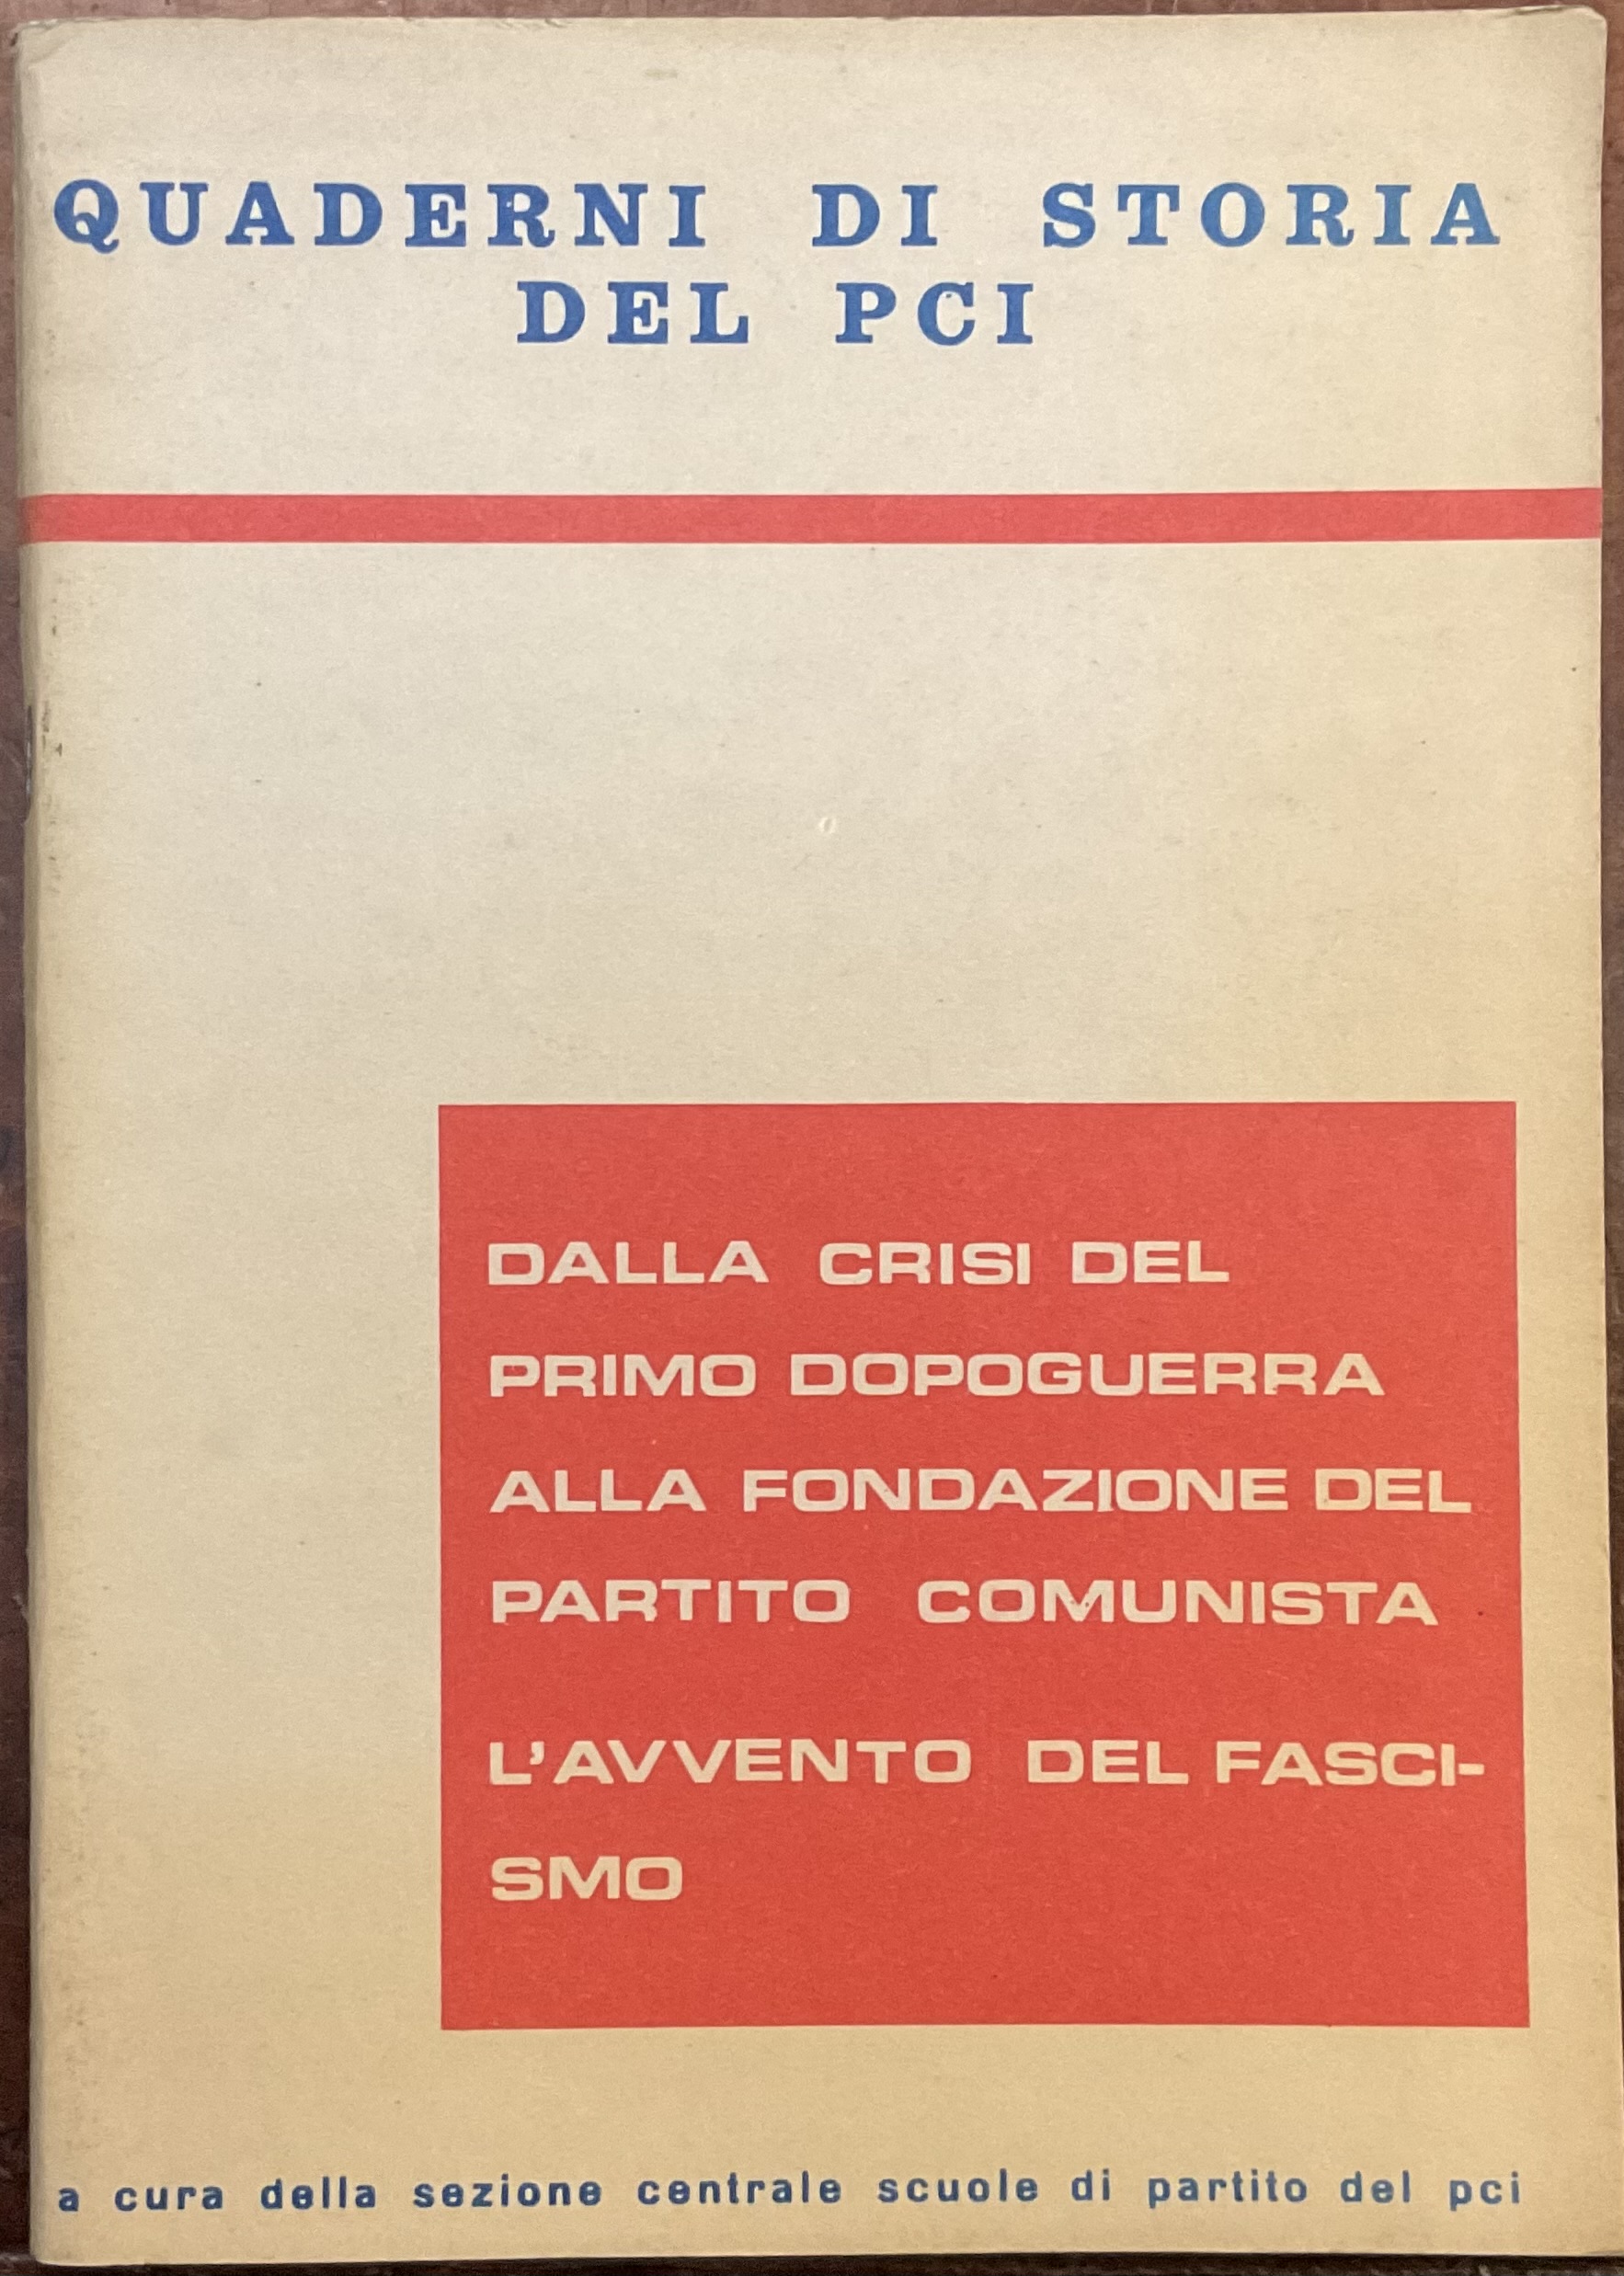 QUADERNI DI STORIA
DEL PCI
DALLA CRISI DEL
PRIMO DOPOGUERRA
ALLA FONDAZIONE DEL
PARTITO COMUNISTA
L'AVVENTO DEL FASCI-
SMO
a cura della sezione centrale scuole di partito del pci